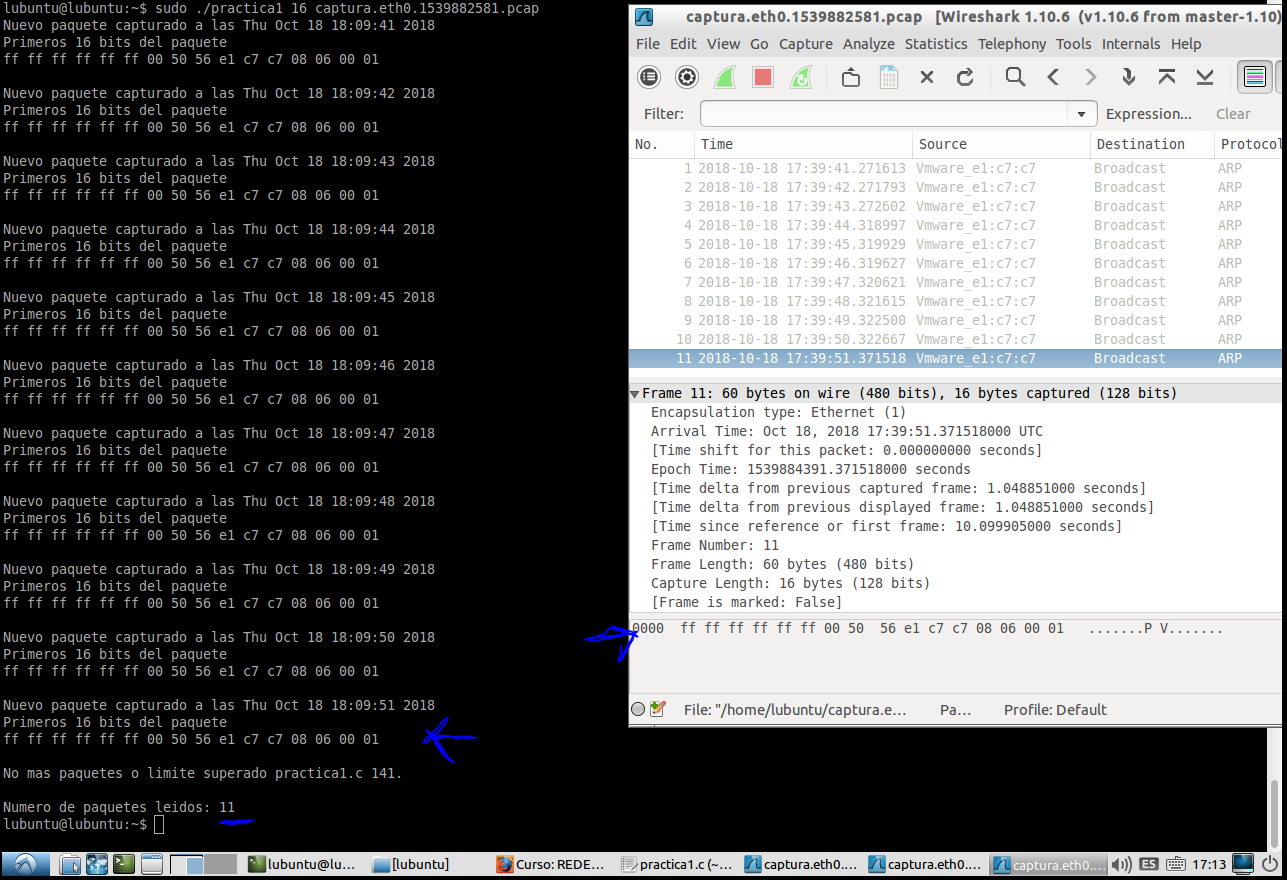 lubuntu@lubuntu:~$ sudo ./practica1 16 captura.eth0.1539882581.pcap
Nuevo paquete capturado a las Thu Oct 18 18:09:41 2018
Primeros 16 bits del paquete
ff ff ff ff ff ff 00 50 56 e1 c7 c7 08 06 00 01
Nuevo paquete capturado a las Thu Oct 18 18:09:42 2018
Primeros 16 bits del paquete
ff ff ff ff ff ff 00 50 56 e1 c7 c7 08 06 00 01
Nuevo paquete capturado a las Thu Oct 18 18:09:43 2018
Primeros 16 bits del paquete
ff ff ff ff ff ff 00 50 56 e1 c7 c7 08 06 00 01
Nuevo paquete capturado a las Thu Oct 18 18:09:44 2018
Primeros 16 bits del paquete
ff ff ff ff ff ff 00 50 56 e1 c7 c7 08 06 00 01
Nuevo paquete capturado a las Thu Oct 18 18:09:45 2018
Primeros 16 bits del paquete
ff ff ff ff ff ff 00 50 56 e1 c7 c7 08 06 00 01
Nuevo paquete capturado a las Thu Oct 18 18:09:46 2018
Primeros 16 bits del paquete
ff ff ff ff ff ff 00 50 56 e1 c7 c7 08 06 00 01
Nuevo paquete capturado a las Thu Oct 18 18:09:47 2018
Primeros 16 bits del paquete
ff ff ff ff ff ff 00 50 56 e1 c7 c7 08 06 00 01
Nuevo paquete capturado a las Thu Oct 18 18:09:48 2018
Primeros 16 bits del paquete
ff ff ff ff ff ff 00 50 56 e1 c7 c7 08 06 00 01
Nuevo paquete capturado a las Thu Oct 18 18:09:49 2018
Primeros 16 bits del paquete
ff ff ff ff ff ff 00 50 56 e1 c7 c7 08 06 00 01
Nuevo paquete capturado a las Thu Oct 18 18:09:50 2018
Primeros 16 bits del paquete
ff ff ff ff ff ff 00 50 56 e1 c7 c7 08 06 00 01
Nuevo paquete capturado a las Thu Oct 18 18:09:51 2018
Primeros 16 bits del paquete
ff ff ff ff ff ff 00 50 56 e1 c7 c7 08 06 00 01
No mas paquetes o limite superado practica1.c 141.
Numero de paquetes leidos: 11
lubuntu@lubuntu:~$
captura.eth0.1539882581.pcap [Wireshark 1.10.6 (v1.10.6 from master-1.10)
File Edit View Go Capture Analyze Statistics Telephony Tools Internals Help
Filter: Expression... Clear
No. Time Source Destination Protocol
1 2018-10-18 17:39:41.271613 Vmware_e1:c7:c7 Broadcast ARP
2 2018-10-18 17:39:42.271793 Vmware_e1:c7:c7 Broadcast ARP
3 2018-10-18 17:39:43.272602 Vmware_e1:c7:c7 Broadcast ARP
4 2018-10-18 17:39:44.318997 Vmware_e1:c7:c7 Broadcast ARP
5 2018-10-18 17:39:45.319929 Vmware_e1:c7:c7 Broadcast ARP
6 2018-10-18 17:39:46.319627 Vmware_e1:c7:c7 Broadcast ARP
7 2018-10-18 17:39:47.320621 Vmware_e1:c7:c7 Broadcast ARP
8 2018-10-18 17:39:48.321615 Vmware_e1:c7:c7 Broadcast ARP
9 2018-10-18 17:39:49.322500 Vmware_e1:c7:c7 Broadcast ARP
10 2018-10-18 17:39:50.322667 Vmware_e1:c7:c7 Broadcast ARP
11 2018-10-18 17:39:51.371518 Vmware_e1:c7:c7 Broadcast ARP
Frame 11: 60 bytes on wire (480 bits), 16 bytes captured (128 bits)
Encapsulation type: Ethernet (1)
Arrival Time: Oct 18, 2018 17:39:51.371518000 UTC
[Time shift for this packet: 0.000000000 seconds]
Epoch Time: 1539884391.371518000 seconds
[Time delta from previous captured frame: 1.048851000 seconds]
[Time delta from previous displayed frame: 1.048851000 seconds]
[Time since reference or first frame: 10.099905000 seconds]
Frame Number: 11
Frame Length: 60 bytes (480 bits)
Capture Length: 16 bytes (128 bits)
[Frame is marked: False]
0000 ff ff ff ff ff ff 00 50 56 e1 c7 c7 08 06 00 01 .......P V.......
File: "/home/lubuntu/captura.e... Pa... Profile: Default
lubuntu@lu... [lubuntu] Curso: REDE... practica1.c (~... captura.eth0.... captura.eth0.... captura.eth0.... ES 17:13